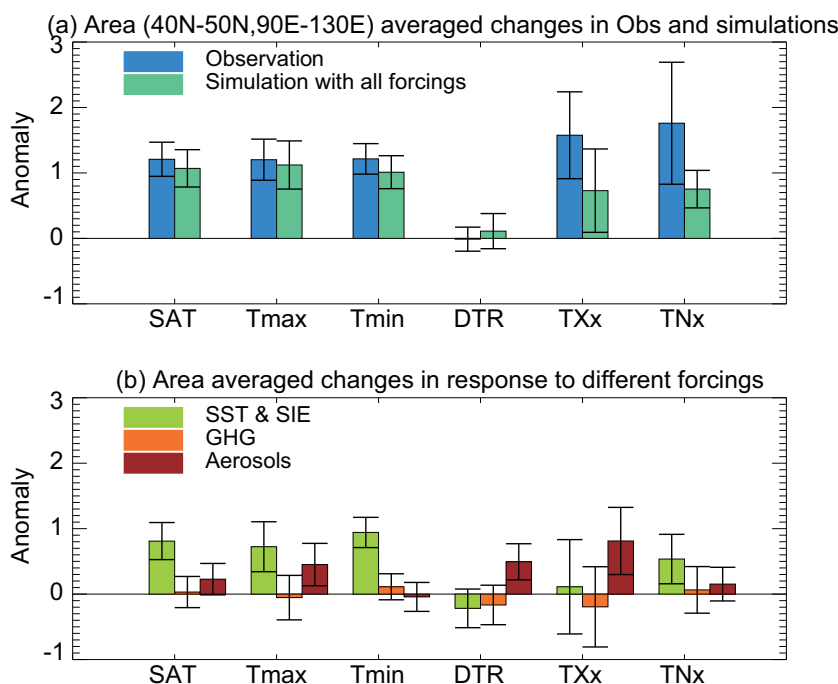 (a) Area (40N-50N,90E-130E) averaged changes in Obs and simulations
3
2
1
0
-1
Anomaly
Observation
Simulation with all forcings
SAT Tmax Tmin DTR TXx TNx
(b) Area averaged changes in response to different forcings
3
2
1
0
-1
Anomaly
SST & SIE
GHG
Aerosols
SAT Tmax Tmin DTR TXx TNx